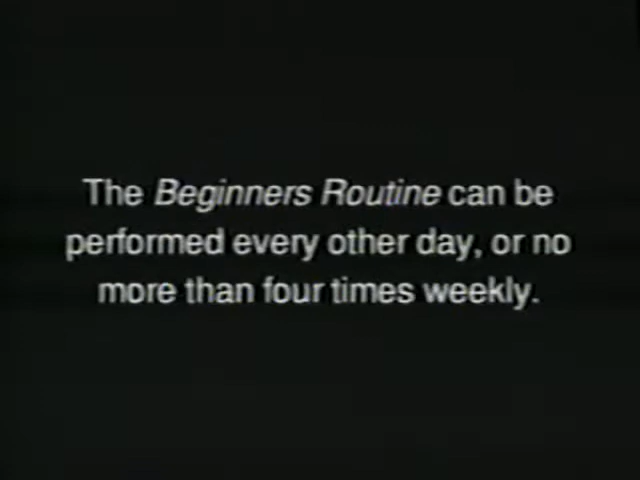 The Beginners Routine can be
performed every other day, or no
more than four times weekly.